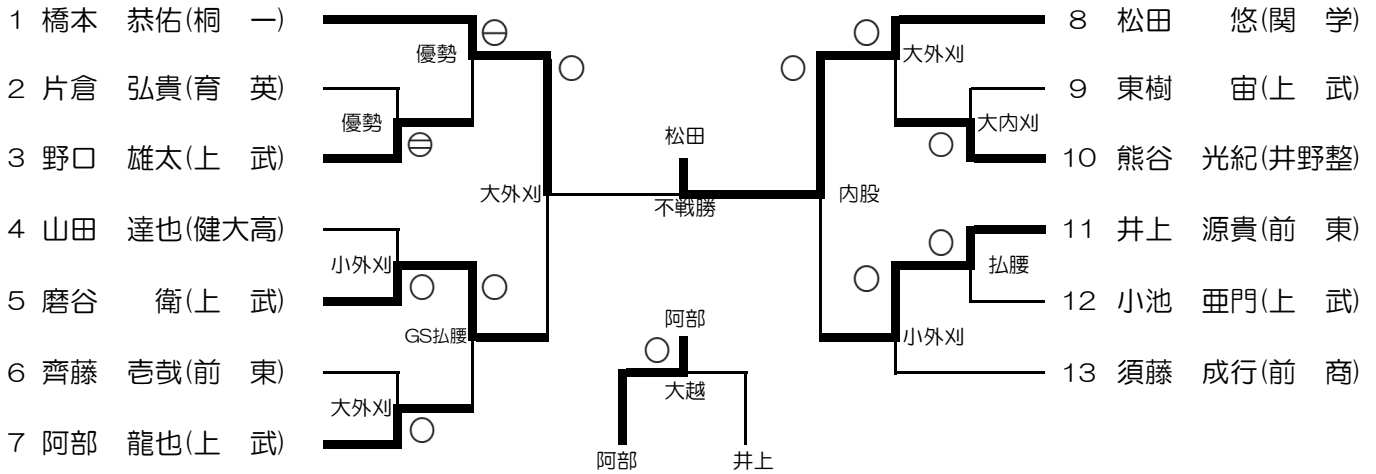 1 橋本 恭佑(桐 一)
2 片倉 弘貴(育 英)
3 野口 雄太(上 武)
4 山田 達也(健大高)
5 磨谷 衛(上 武)
6 齊藤 壱哉(前 東)
7 阿部 龍也(上 武)
優勢
優勢
小外刈
大外刈
GS払腰
大外刈
松田
不戦勝
阿部
大越
阿部 井上
内股
大外刈
大内刈
払腰
小外刈
8 松田 悠(関 学)
9 東樹 宙(上 武)
10 熊谷 光紀(井野整)
11 井上 源貴(前 東)
12 小池 亜門(上 武)
13 須藤 成行(前 商)